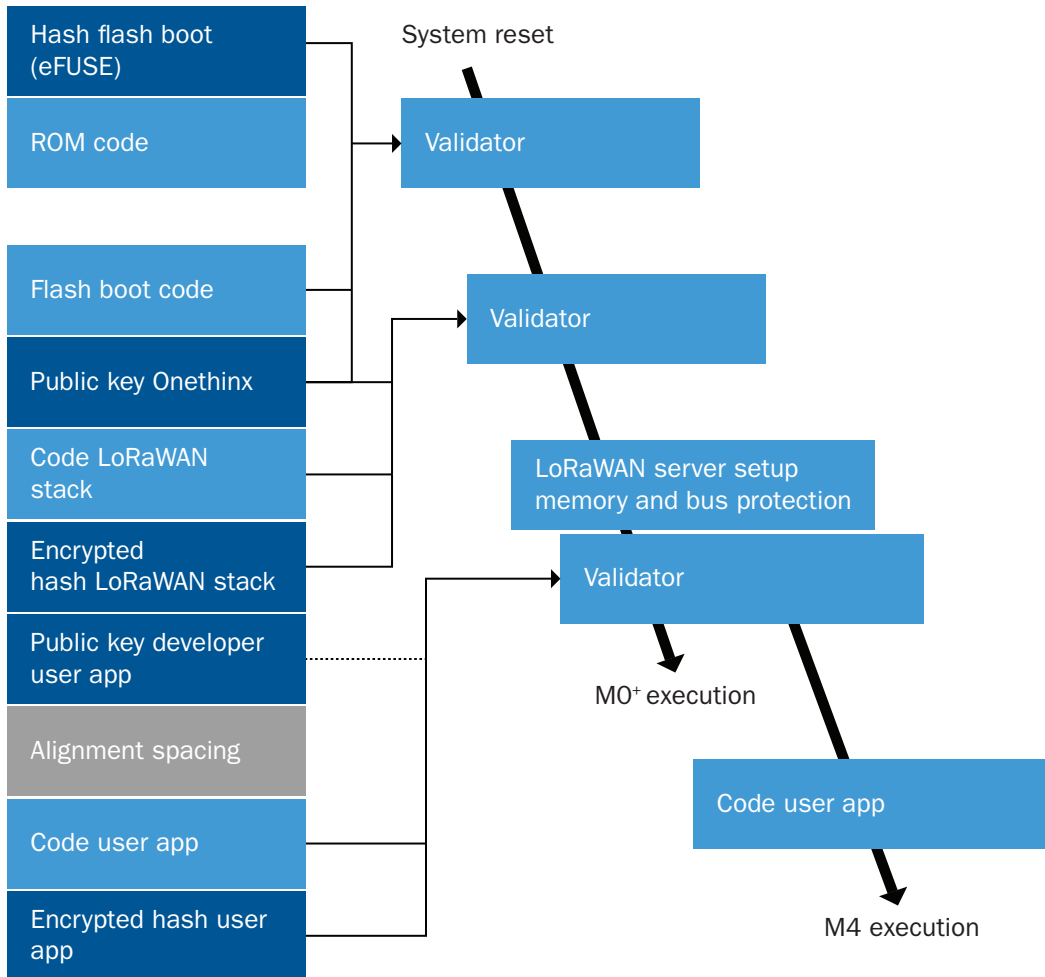 Hash flash boot
(eFUSE)
ROM code
Flash boot code
Public key Onethinx
Code LoRaWAN
stack
Encrypted
hash LoRaWAN stack
Public key developer
user app
Alignment spacing
Code user app
Encrypted hash user
app
System reset
Validator
Validator
LoRaWAN server setup
memory and bus protection
Validator
M0⁺ execution
Code user app
M4 execution